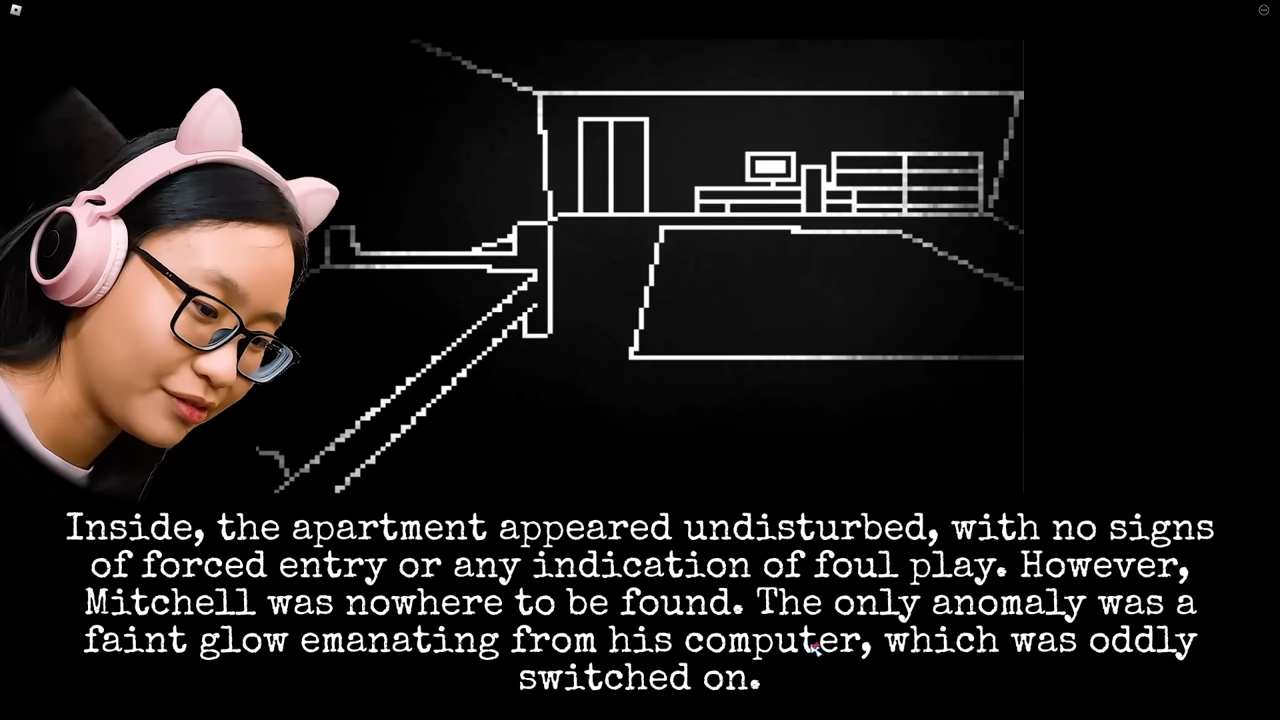 Inside, the apartment appeared undisturbed, with no signs
of forced entry or any indication of foul play. However,
Mitchell was nowhere to be found. The only anomaly was a
faint glow emanating from his computer, which was oddly
switched on.